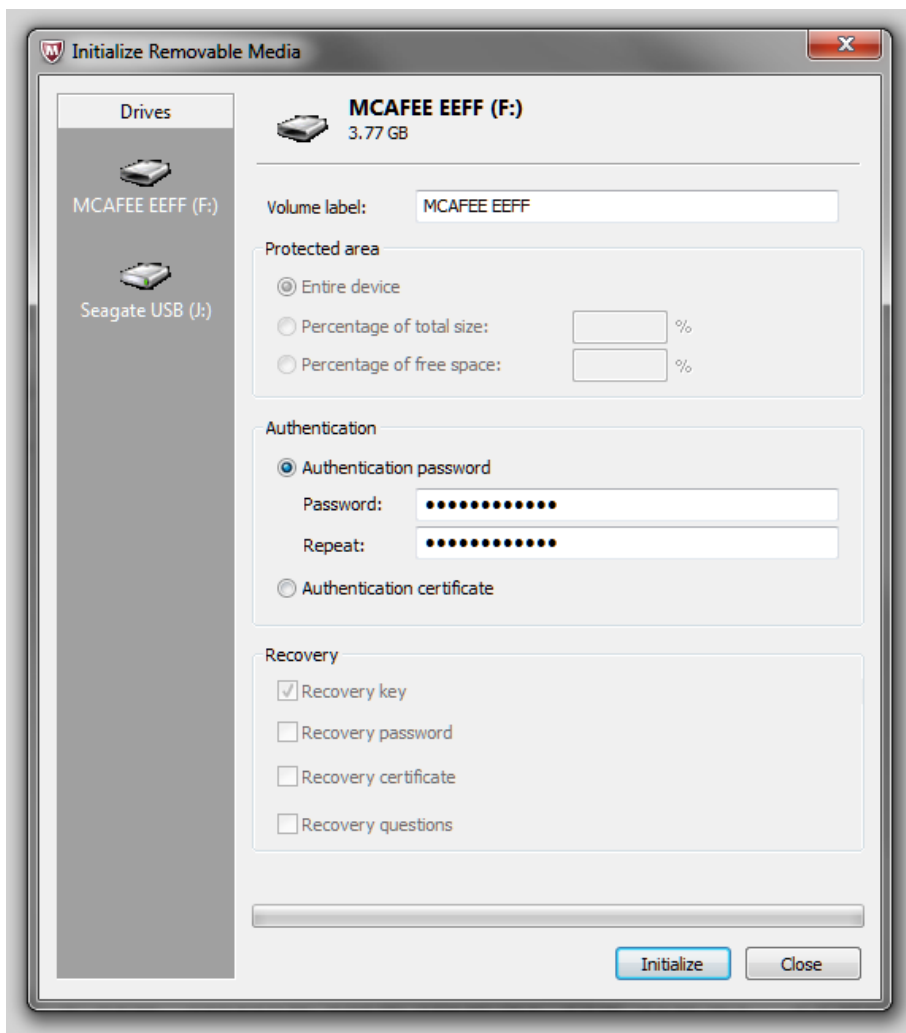 Initialize Removable Media
Drives
MCAFEE EEFF (F:)
Seagate USB (J:)
MCAFEE EEFF (F:)
3.77 GB
Volume label: MCAFEE EEFF
Protected area
Entire device
Percentage of total size: %
Percentage of free space: %
Authentication
Authentication password
Password: ●●●●●●●●●●●●
Repeat: ●●●●●●●●●●●●
Authentication certificate
Recovery
Recovery key
Recovery password
Recovery certificate
Recovery questions
Initialize Close